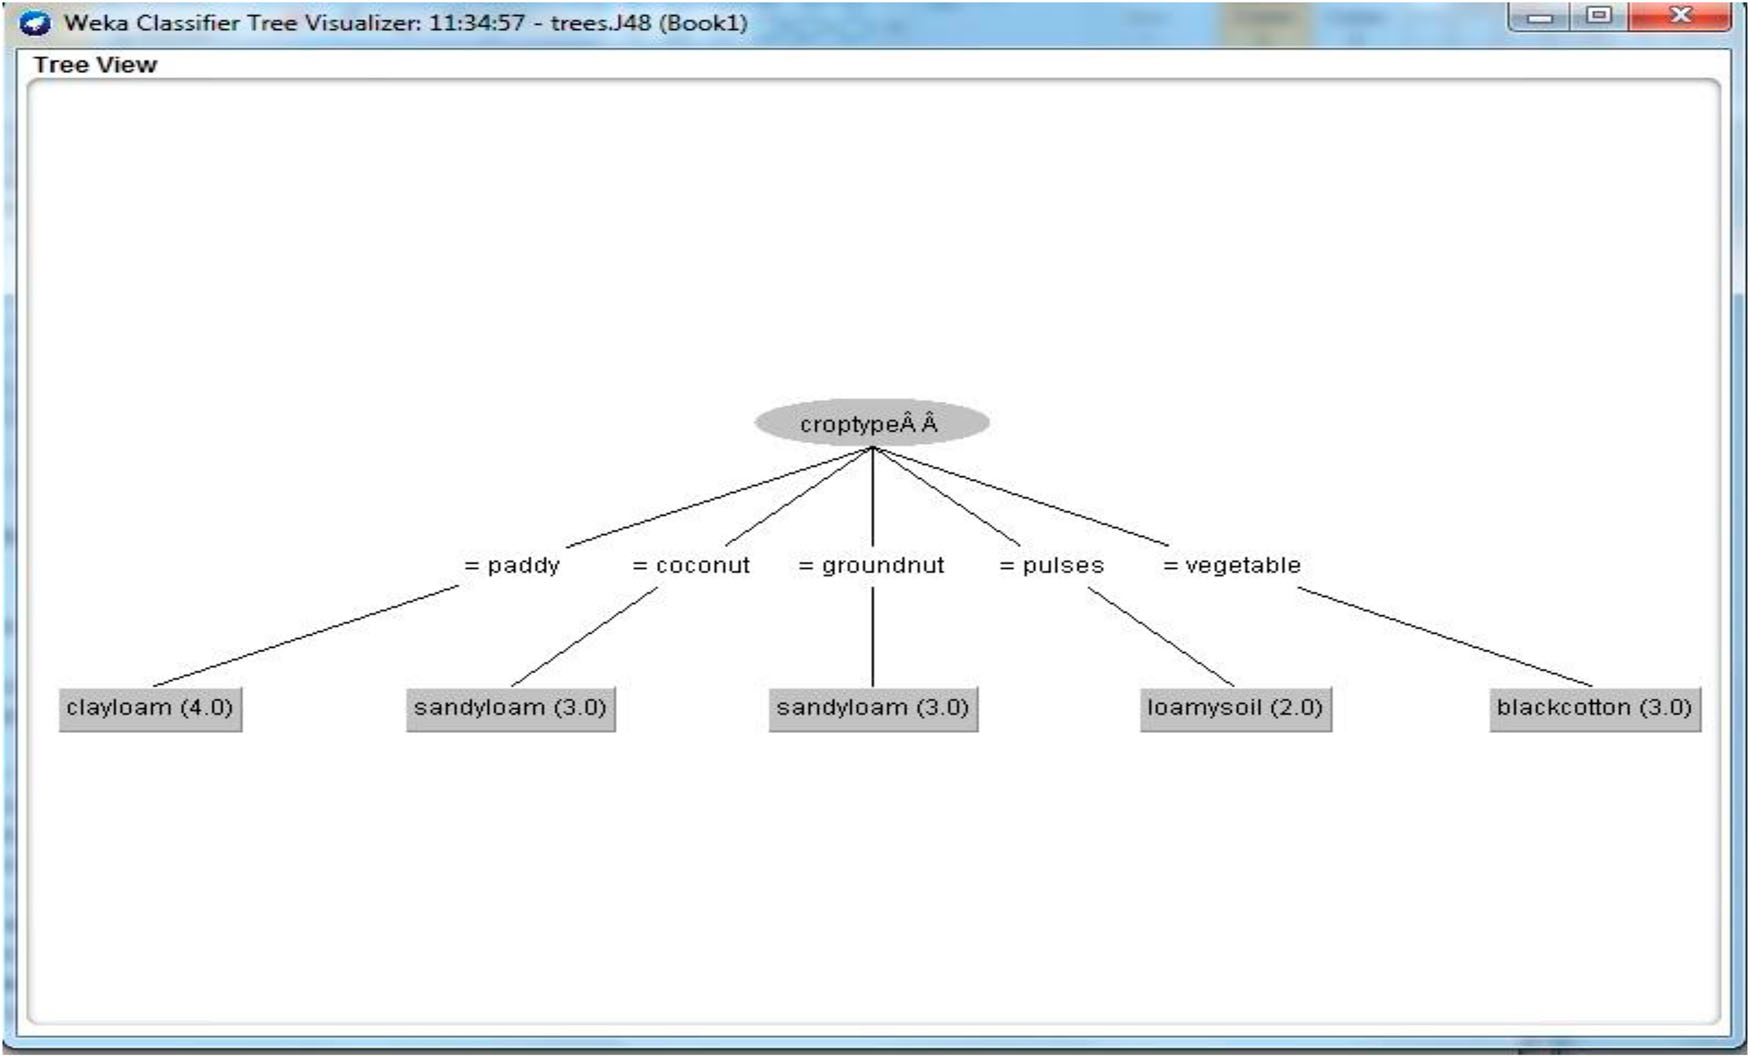 Weka Classifier Tree Visualizer: 11:34:57 - trees.J48 (Book1)
Tree View
croptypeÂ Â
= paddy = coconut = groundnut = pulses = vegetable
clayloam (4.0) sandyloam (3.0) sandyloam (3.0) loamysoil (2.0) blackcotton (3.0)